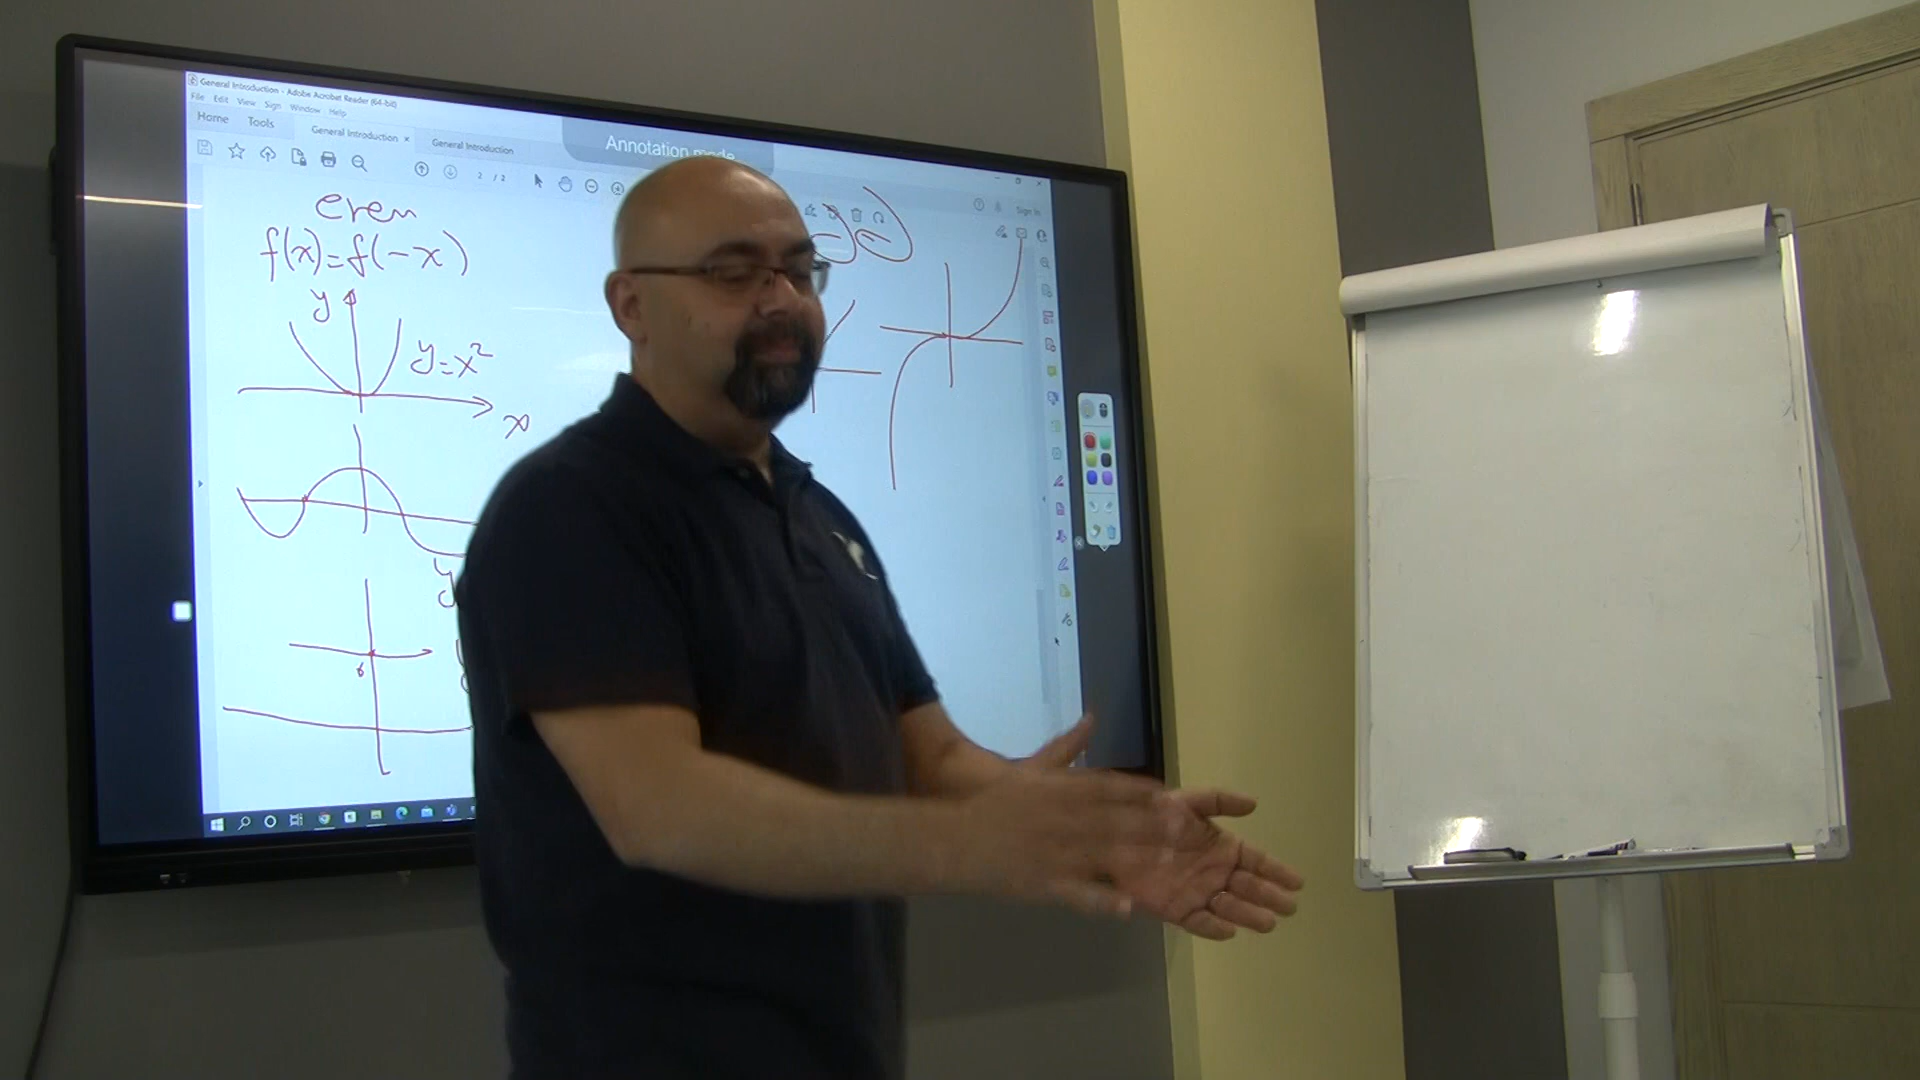 General Introduction - Adobe Acrobat Reader (64-bit)
File Edit View Sign Window Help
Home Tools General Introduction × General Introduction
Annotation mode
2 / 2
Sign In
even
f(x)=f(-x)
y
y=x²
x
y